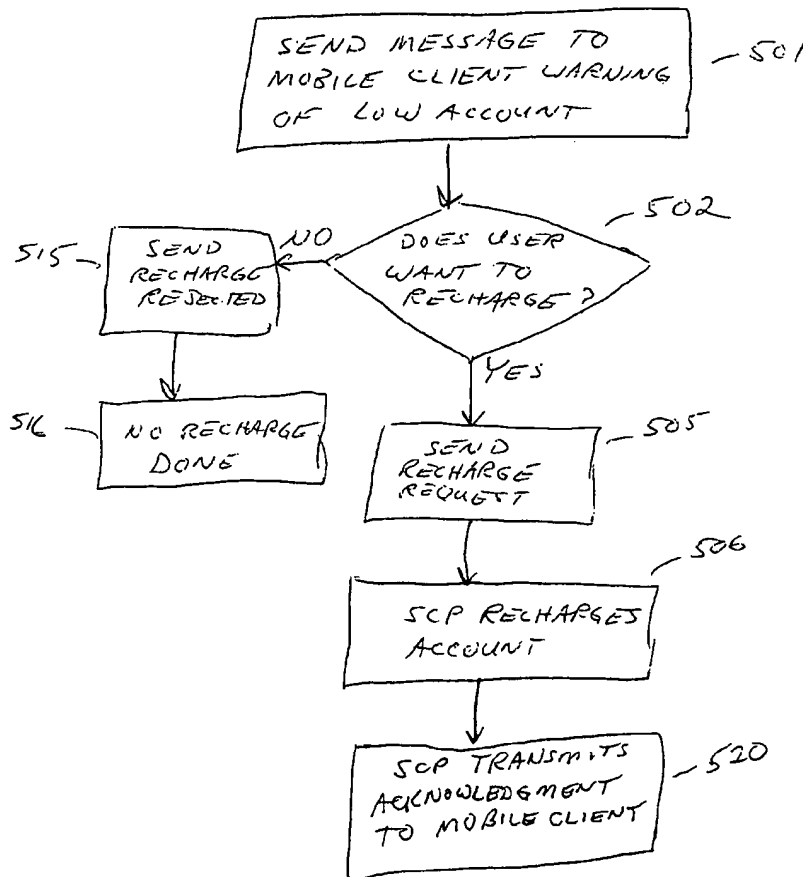 SEND MESSAGE TO
MOBILE CLIENT WARNING
OF LOW ACCOUNT
501
502
DOES USER
WANT TO
RECHARGE?
NO
515
SEND
RECHARGE
REJECTED
516
NO RECHARGE
DONE
YES
505
SEND
RECHARGE
REQUEST
506
SCP RECHARGES
ACCOUNT
520
SCP TRANSMITS
ACKNOWLEDGMENT
TO MOBILE CLIENT